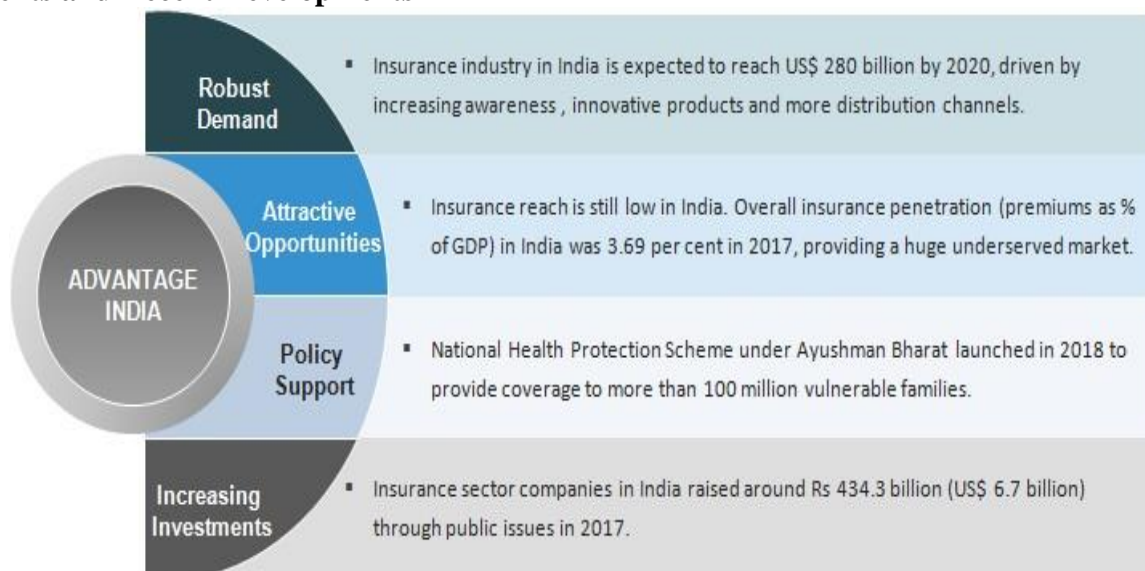 Robust
Demand
▪ Insurance industry in India is expected to reach US$ 280 billion by 2020, driven by
increasing awareness , innovative products and more distribution channels.
Attractive
Opportunities
▪ Insurance reach is still low in India. Overall insurance penetration (premiums as %
of GDP) in India was 3.69 per cent in 2017, providing a huge underserved market.
ADVANTAGE
INDIA
Policy
Support
▪ National Health Protection Scheme under Ayushman Bharat launched in 2018 to
provide coverage to more than 100 million vulnerable families.
Increasing
Investments
▪ Insurance sector companies in India raised around Rs 434.3 billion (US$ 6.7 billion)
through public issues in 2017.